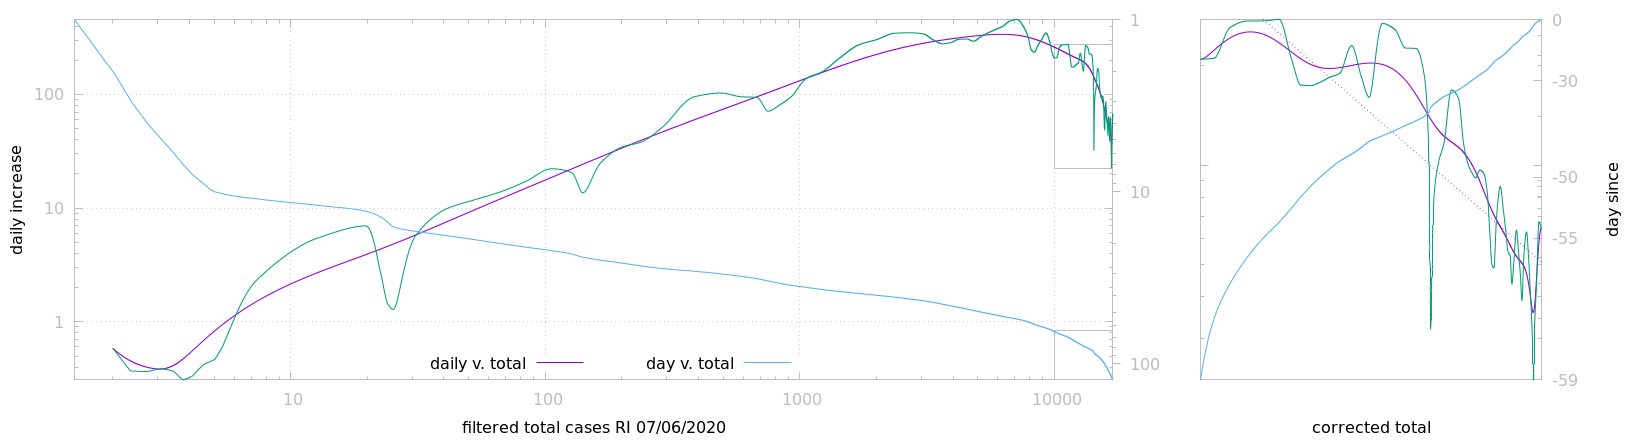 daily increase
100
10
1
1
10
100
daily v. total
day v. total
10
100
1000
10000
filtered total cases RI 07/06/2020
0
-30
-50
-55
-59
day since
corrected total